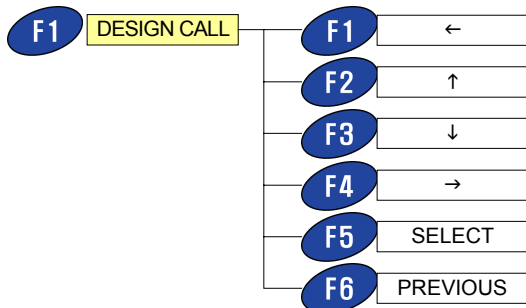 F1 DESIGN CALL F1 ←
F2 ↑
F3 ↓
F4 →
F5 SELECT
F6 PREVIOUS